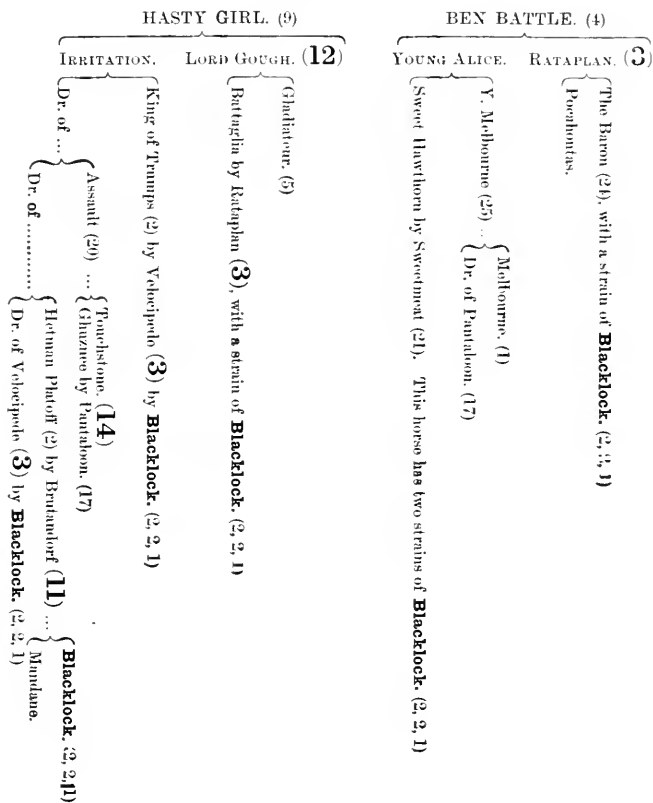 HASTY GIRL. (9)
BEN BATTLE. (4)
IRRITATION.
LORD GOUGH. (12)
YOUNG ALICE.
RATAPLAN. (3)
The Baron (24), with a strain of Blacklock. (2, 2, 1)
Pocahontas.
Y. Melbourne (25) ..
Melbourne. (1)
Dr. of Pantaloon. (17)
Sweet Hawthorn by Sweetmeat (21). This horse has two strains of Blacklock. (2, 2, 1)
Gladiateur. (5)
Battaglia by Rataplan (3), with a strain of Blacklock. (2, 2, 1)
King of Trumps (2) by Velocipede (3) by Blacklock. (2, 2, 1)
Dr. of ...
Assault (20) ...
Touchstone. (14)
Ghuznee by Pantaloon. (17)
Dr. of .............
Hetman Platoff (2) by Brutandorf (11) ...
Blacklock. (2, 2, 1)
Mandane.
Dr. of Velocipede (3) by Blacklock. (2, 2, 1)